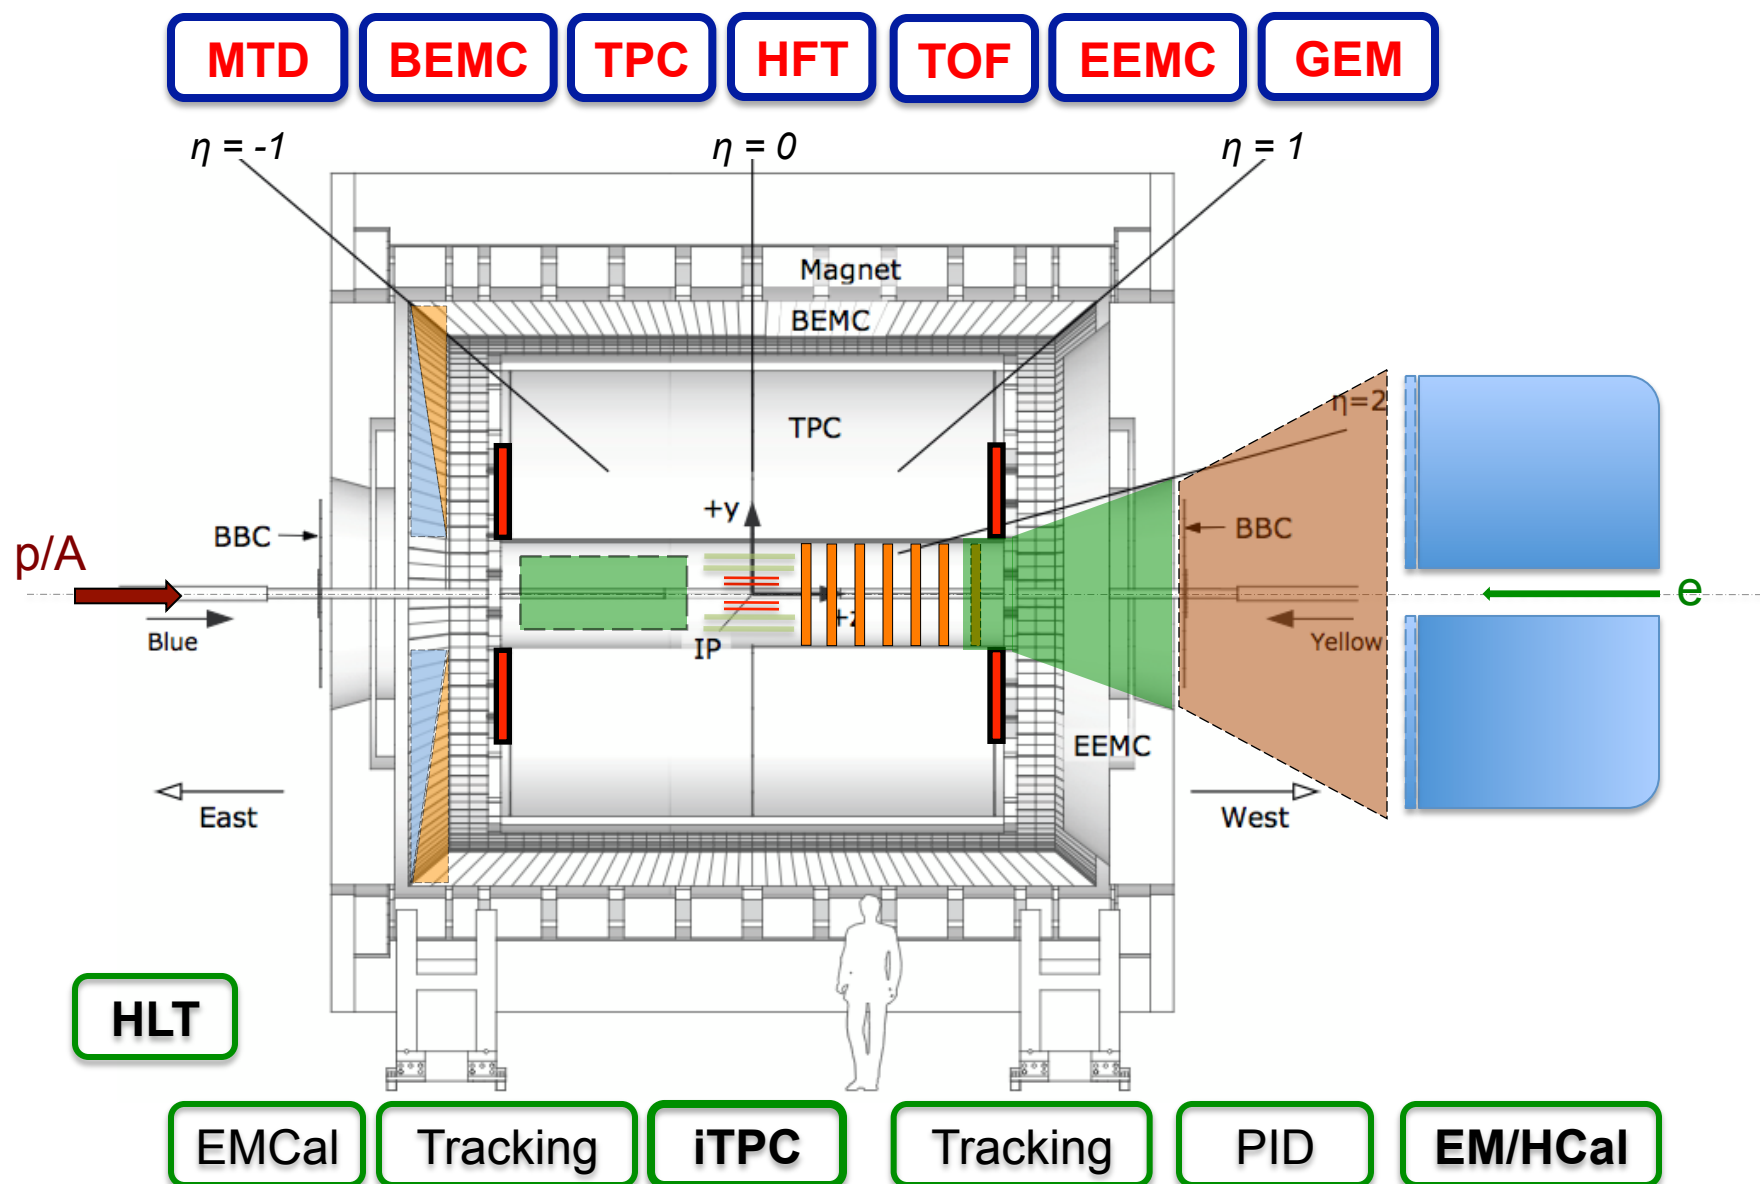 MTD BEMC TPC HFT TOF EEMC GEM
η = -1 η = 0 η = 1
Magnet
BEMC
η=2
TPC
+y
BBC BBC
p/A
e
+z
Blue IP Yellow
EEMC
East West
HLT
EMCal Tracking iTPC Tracking PID EM/HCal